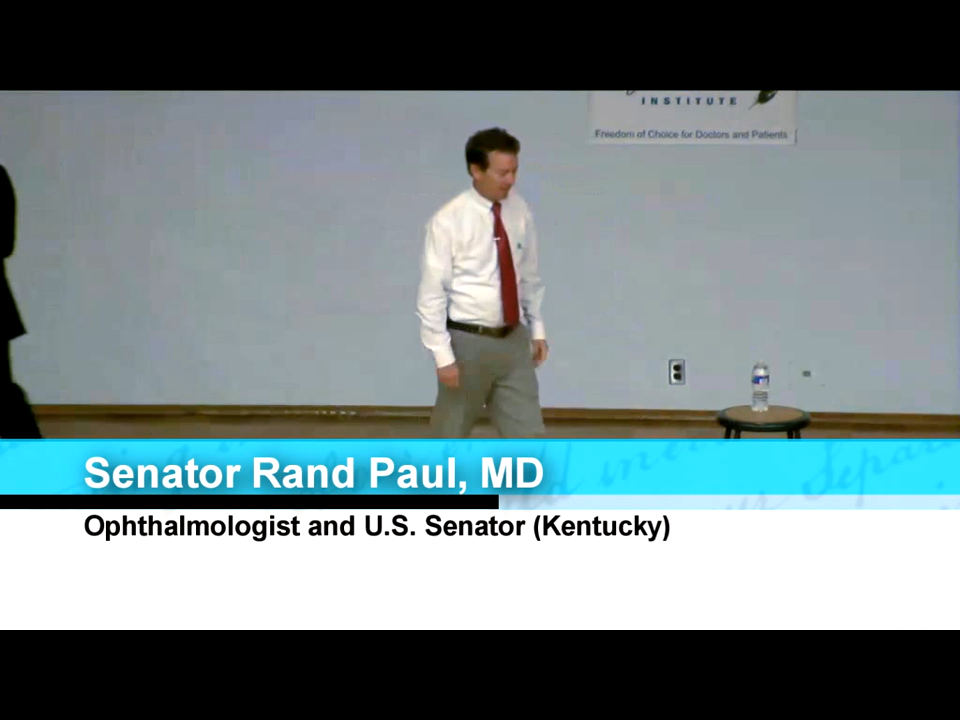 INSTITUTE
Freedom of Choice for Doctors and Patients
Senator Rand Paul, MD
Ophthalmologist and U.S. Senator (Kentucky)